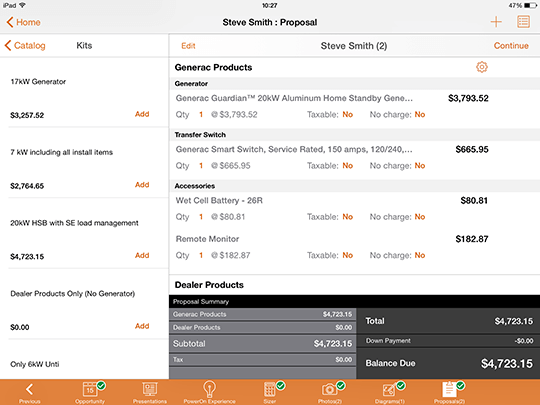 iPad 10:27 47%
Home Steve Smith : Proposal
Catalog Kits Edit Steve Smith (2) Continue
17kW Generator
$3,257.52 Add
7 kW including all install items
$2,764.65 Add
20kW HSB with SE load management
$4,723.15 Add
Dealer Products Only (No Generator)
$0.00 Add
Only 6kW Unti
Generac Products
Generator
Generac Guardian™ 20kW Aluminum Home Standby Gene... $3,793.52
Qty 1 @ $3,793.52 Taxable: No No charge: No
Transfer Switch
Generac Smart Switch, Service Rated, 150 amps, 120/240,... $665.95
Qty 1 @ $665.95 Taxable: No No charge: No
Accessories
Wet Cell Battery - 26R $80.81
Qty 1 @ $80.81 Taxable: No No charge: No
Remote Monitor $182.87
Qty 1 @ $182.87 Taxable: No No charge: No
Dealer Products
Proposal Summary
Generac Products $4,723.15
Dealer Products $0.00
Subtotal $4,723.15
Tax $0.00
Total $4,723.15
Down Payment -$0.00
Balance Due $4,723.15
Previous 15 Opportunity Presentations PowerOn Experience Sizer Photos(2) Diagrams(1) Proposals(2)